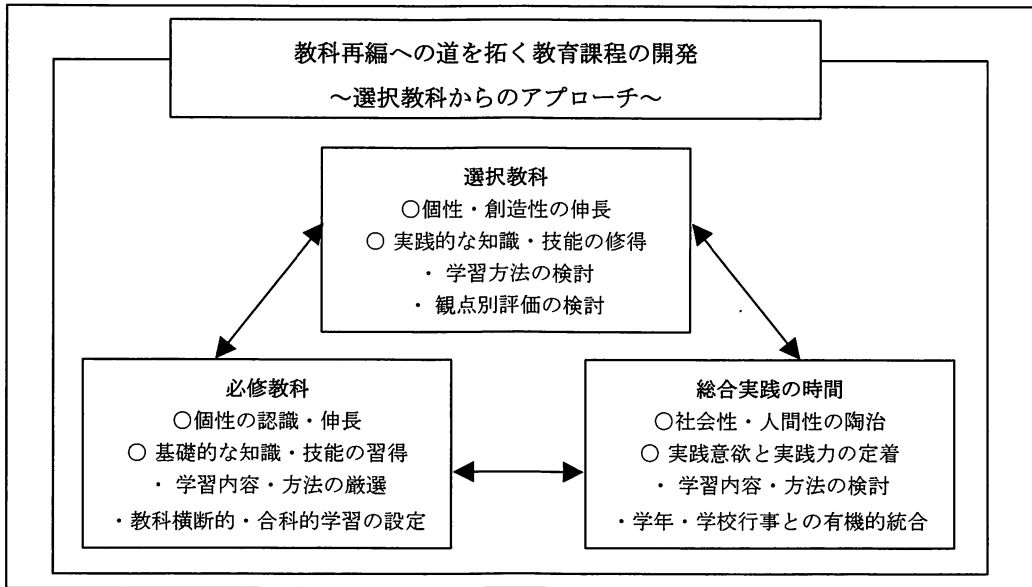 教科再編への道を拓く教育課程の開発
～選択教科からのアプローチ～
選択教科
○個性・創造性の伸長
○ 実践的な知識・技能の修得
・ 学習方法の検討
・ 観点別評価の検討
必修教科
○個性の認識・伸長
○ 基礎的な知識・技能の習得
・ 学習内容・方法の厳選
・教科横断的・合科的学習の設定
総合実践の時間
○社会性・人間性の陶冶
○ 実践意欲と実践力の定着
・ 学習内容・方法の検討
・学年・学校行事との有機的統合